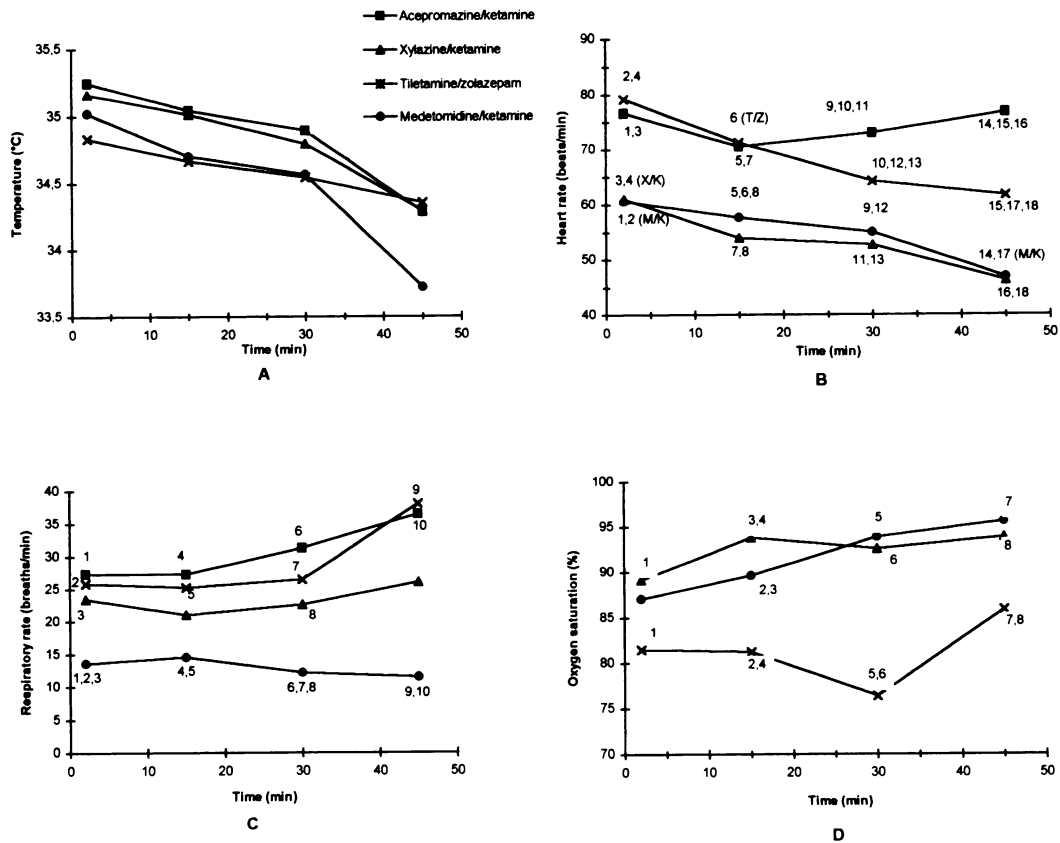 Acepromazine/ketamine
Xylazine/ketamine
Tiletamine/zolazepam
Medetomidine/ketamine
Temperature (°C)
35,5
35
34,5
34
33,5
0 10 20 30 40 50
Time (min)
A
Heart rate (beats/min)
90
80
70
60
50
40
2,4
1,3
6 (T/Z)
5,7
9,10,11
14,15,16
10,12,13
15,17,18
3,4 (X/K)
1,2 (M/K)
5,6,8
7,8
9,12
11,13
14,17 (M/K)
16,18
0 10 20 30 40 50
Time (min)
B
Respiratory rate (breaths/min)
40
35
30
25
20
15
10
5
0
1
2
3
4
5
6
7
8
9
10
1,2,3
4,5
6,7,8
9,10
0 10 20 30 40 50
Time (min)
C
Oxygen saturation (%)
100
95
90
85
80
75
70
1
3,4
2,3
5
6
7
8
1
2,4
5,6
7,8
0 10 20 30 40 50
Time (min)
D